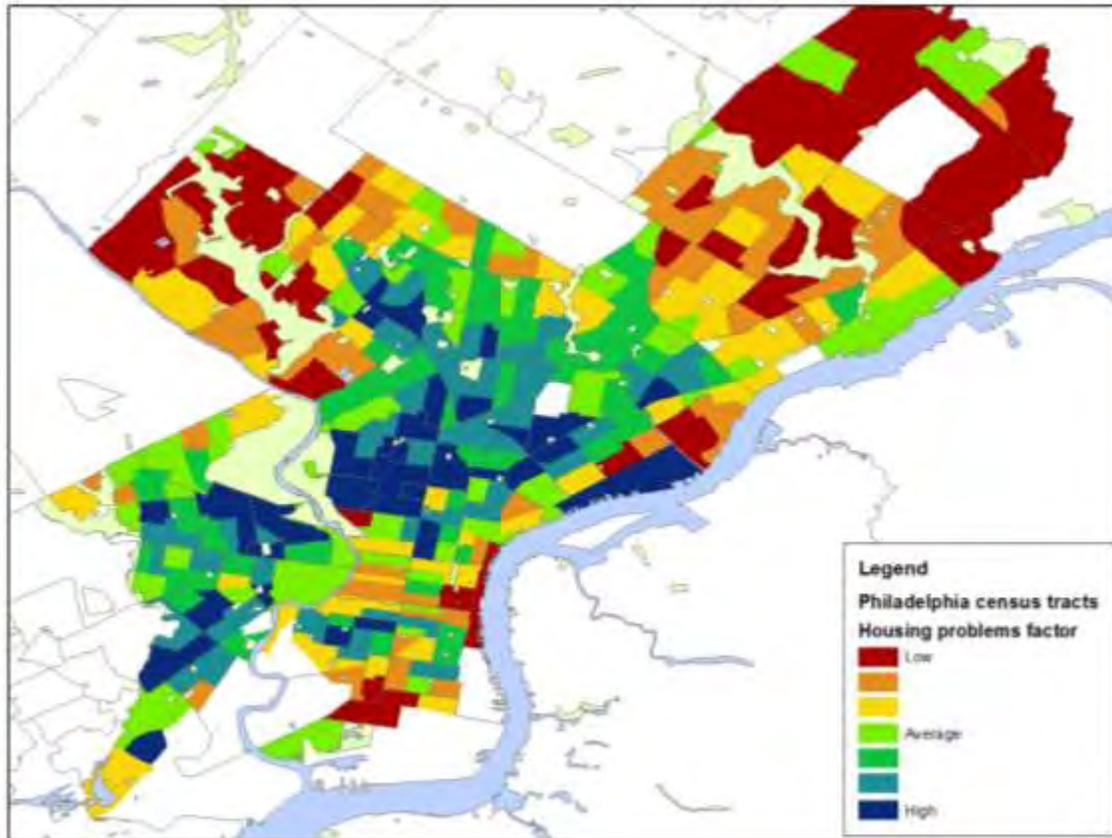 Legend
Philadelphia census tracts
Housing problems factor
Low
Average
High